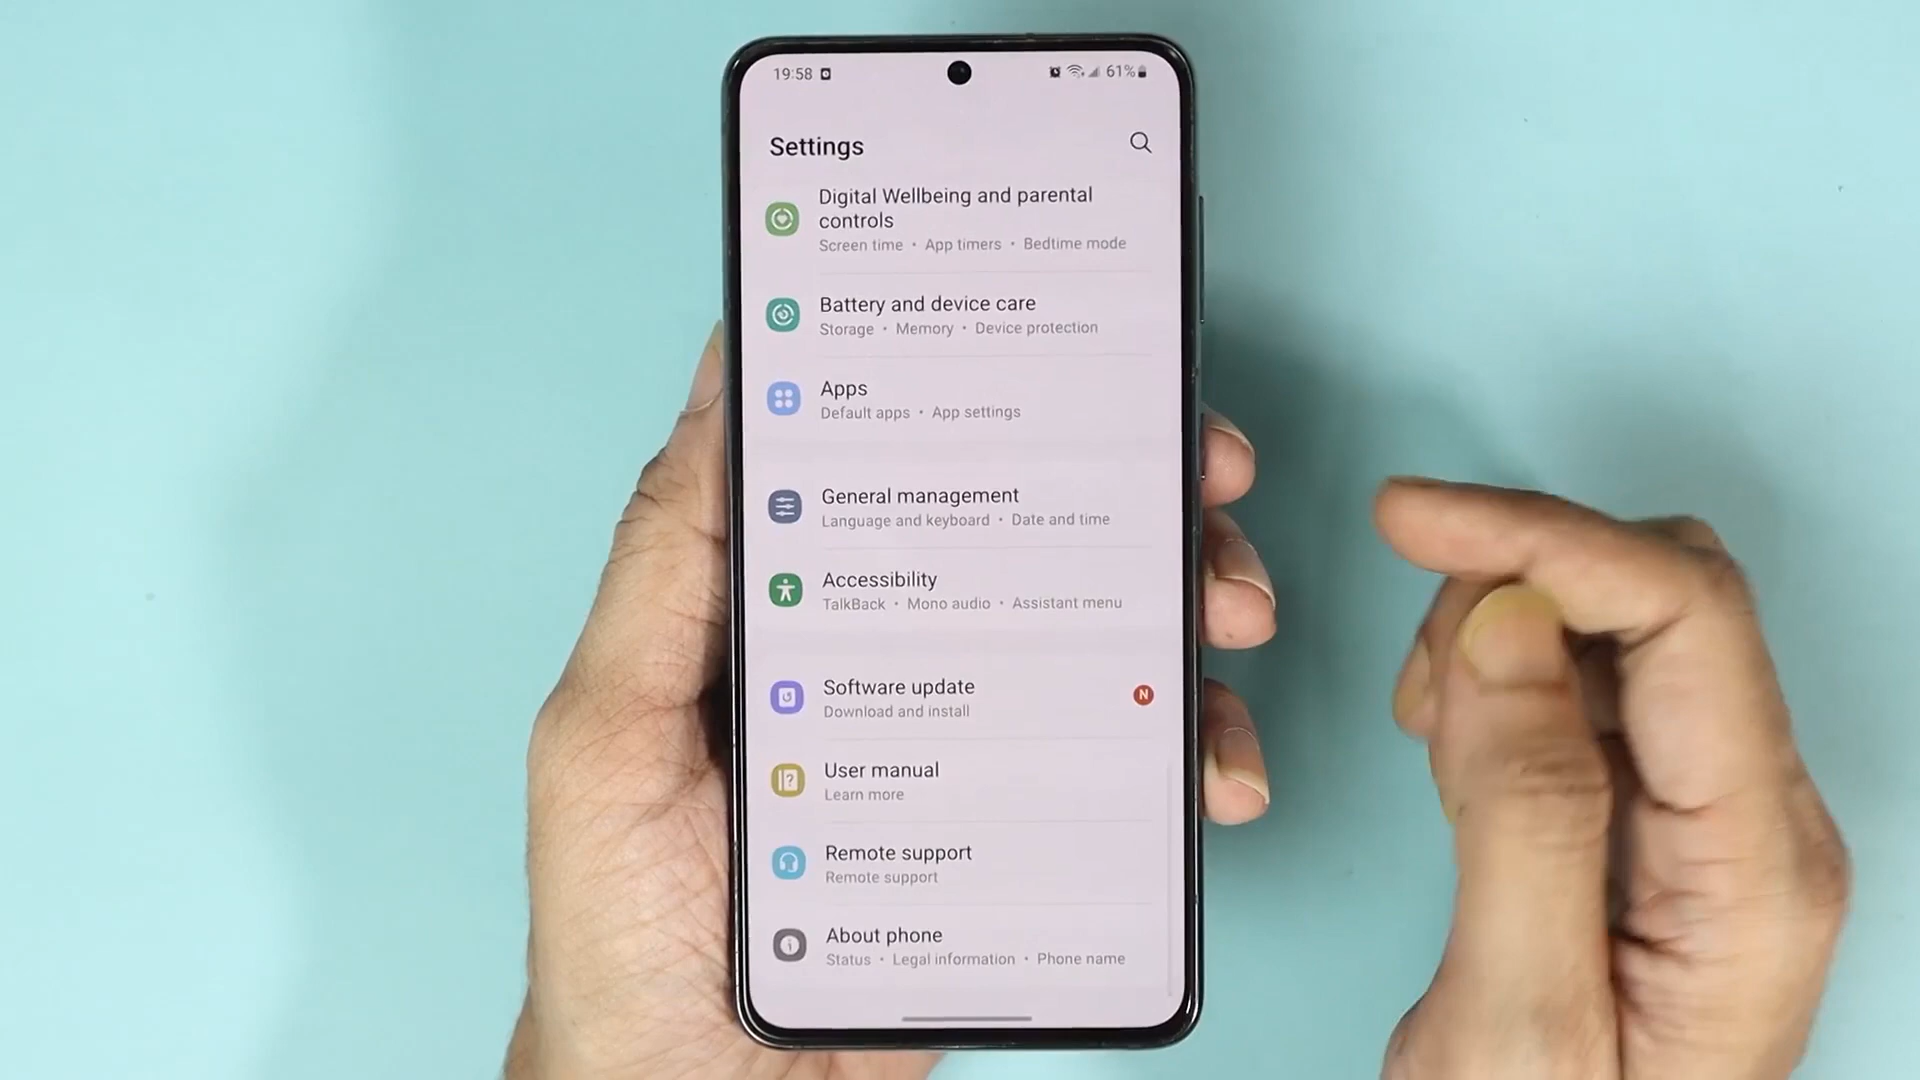 19:58
61%
Settings
Digital Wellbeing and parental
controls
Screen time • App timers • Bedtime mode
Battery and device care
Storage • Memory • Device protection
Apps
Default apps • App settings
General management
Language and keyboard • Date and time
Accessibility
TalkBack • Mono audio • Assistant menu
Software update
N
Download and install
User manual
Learn more
Remote support
Remote support
About phone
Status • Legal information • Phone name